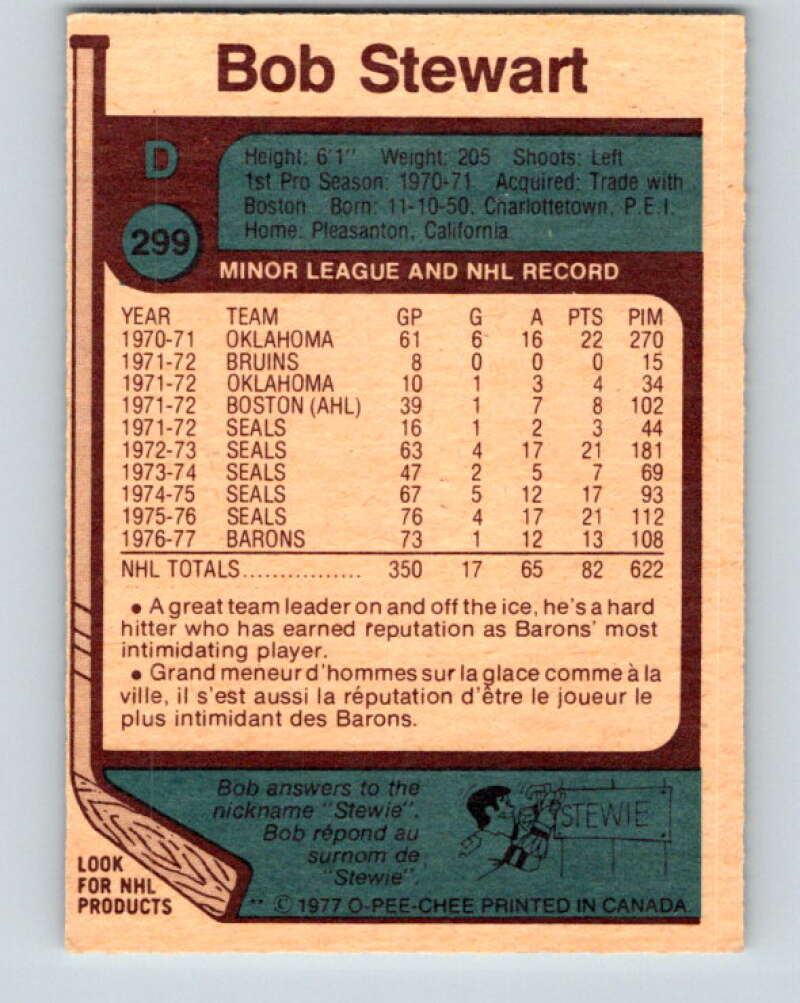 Bob Stewart
D
Height: 6'1" Weight: 205 Shoots: Left
1st Pro Season: 1970-71 Acquired: Trade with
Boston Born: 11-10-50, Charlottetown, P.E.I.
Home: Pleasanton, California
299
MINOR LEAGUE AND NHL RECORD
YEAR TEAM GP G A PTS PIM
1970-71 OKLAHOMA 61 6 16 22 270
1971-72 BRUINS 8 0 0 0 15
1971-72 OKLAHOMA 10 1 3 4 34
1971-72 BOSTON (AHL) 39 1 7 8 102
1971-72 SEALS 16 1 2 3 44
1972-73 SEALS 63 4 17 21 181
1973-74 SEALS 47 2 5 7 69
1974-75 SEALS 67 5 12 17 93
1975-76 SEALS 76 4 17 21 112
1976-77 BARONS 73 1 12 13 108
NHL TOTALS................ 350 17 65 82 622
• A great team leader on and off the ice, he's a hard
hitter who has earned reputation as Barons' most
intimidating player.
• Grand meneur d'hommes sur la glace comme à la
ville, il s'est aussi la réputation d'être le joueur le
plus intimidant des Barons.
Bob answers to the
nickname "Stewie".
Bob répond au
surnom de
"Stewie".
STEWIE
LOOK
FOR NHL
PRODUCTS
** © 1977 O-PEE-CHEE PRINTED IN CANADA